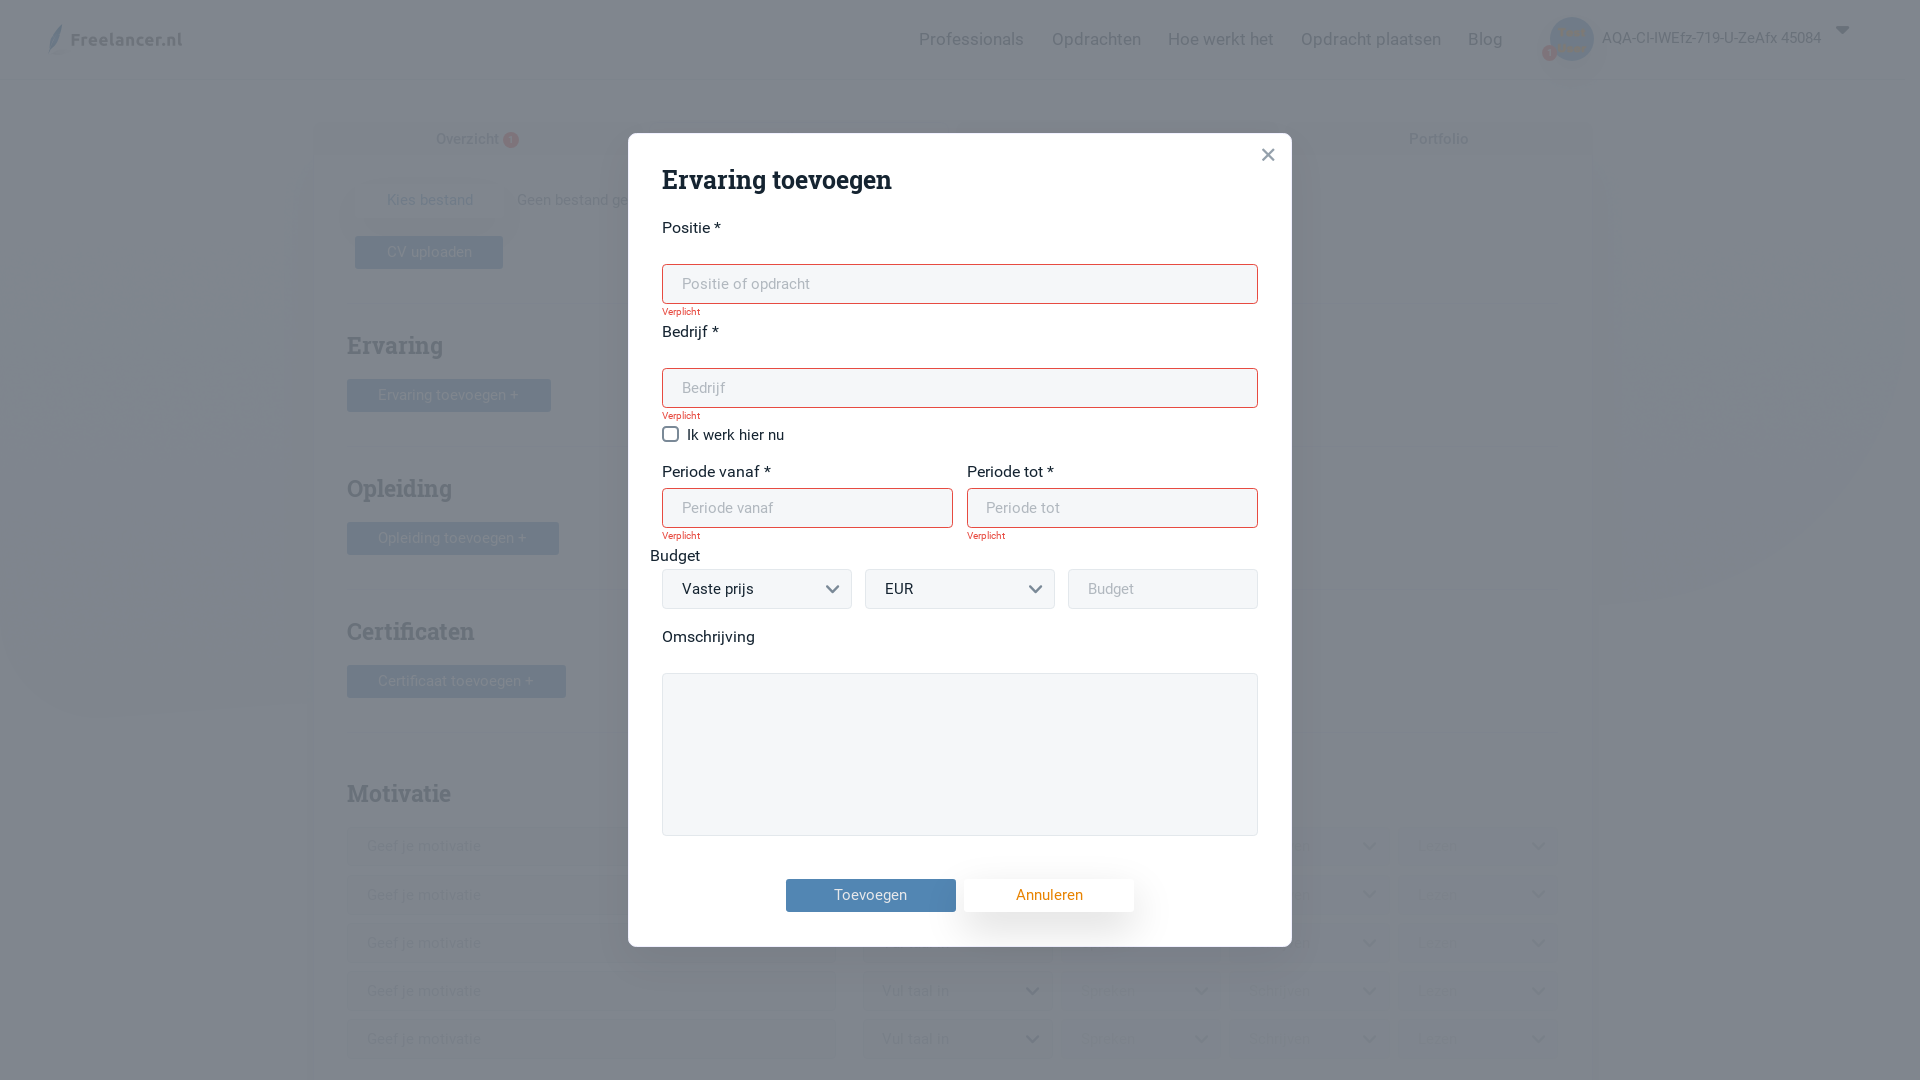 Freelancer.nl
Professionals Opdrachten Hoe werkt het Opdracht plaatsen Blog
AQA-CI-IWEfz-719-U-ZeAfx 45084
Overzicht
Portfolio
Kies bestand Geen bestand ge
CV uploaden
Ervaring
Ervaring toevoegen +
Opleiding
Opleiding toevoegen +
Certificaten
Certificaat toevoegen +
Motivatie
Geef je motivatie
Geef je motivatie
Geef je motivatie
Geef je motivatie Vul taal in
Geef je motivatie Vul taal in
Ervaring toevoegen
Positie *
Positie of opdracht
Verplicht
Bedrijf *
Bedrijf
Verplicht
Ik werk hier nu
Periode vanaf * Periode tot *
Periode vanaf Periode tot
Verplicht Verplicht
Budget
Vaste prijs EUR Budget
Omschrijving
Toevoegen Annuleren